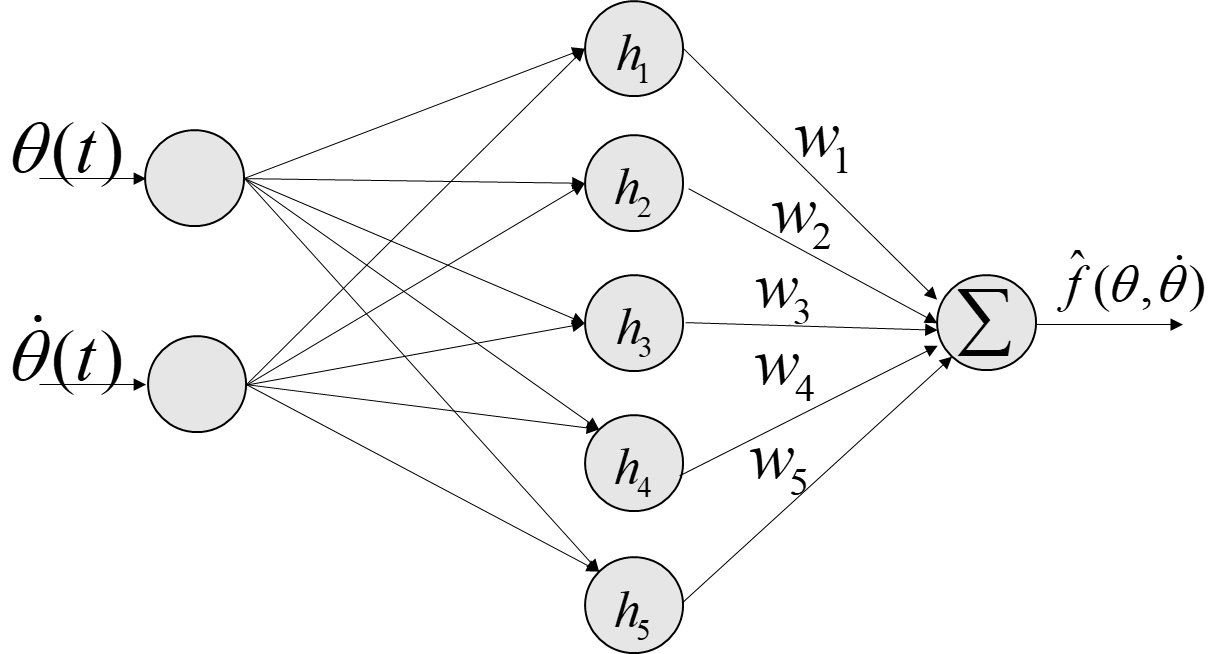 h₁
θ(t)
w₁
h₂
w₂
f̂(θ, θ̇)
w₃
Σ
h₃
θ̇(t)
w₄
h₄
w₅
h₅